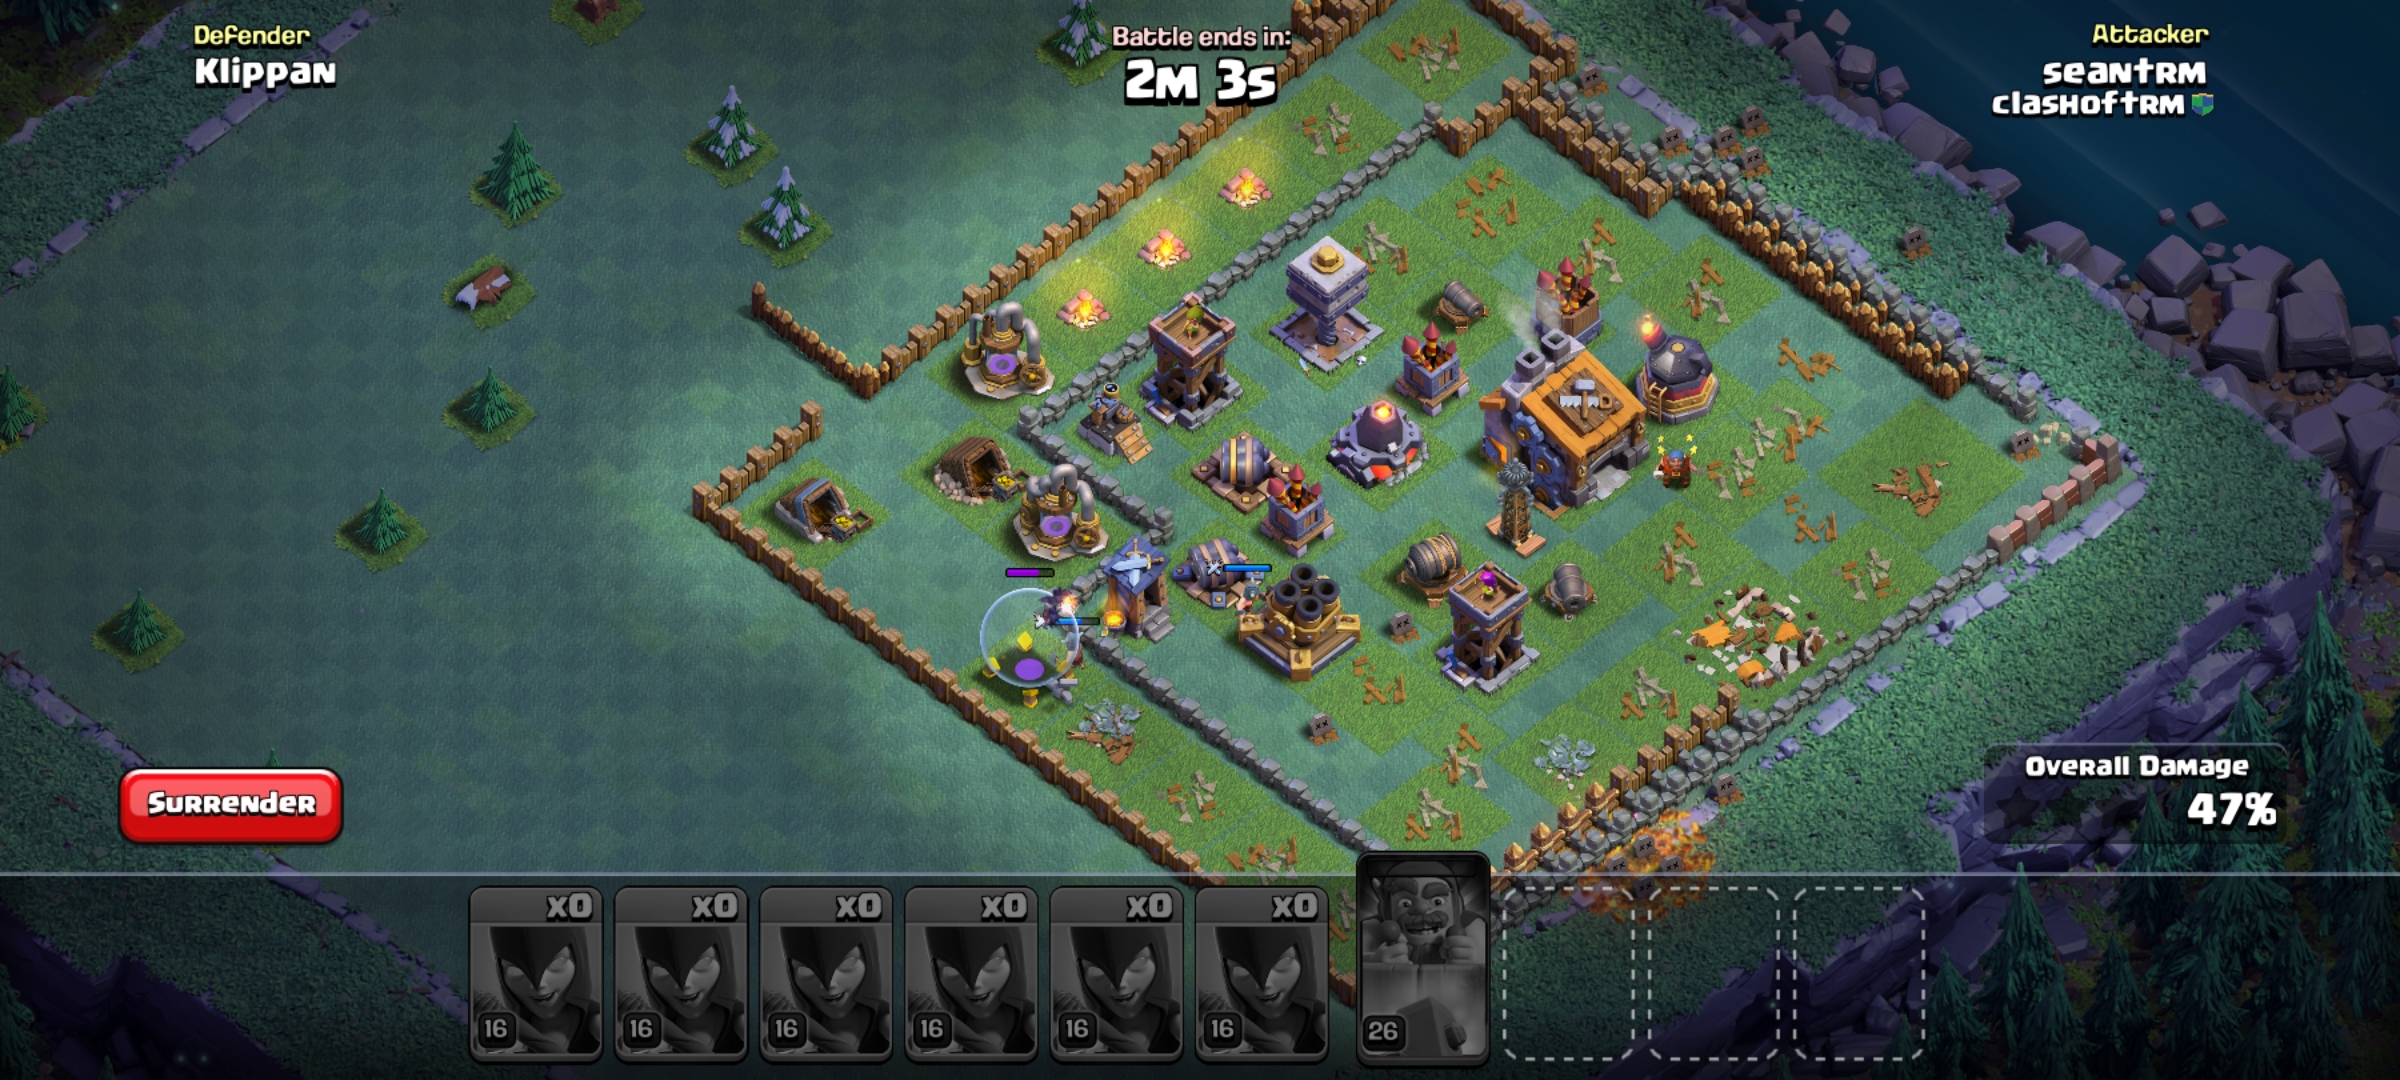 Defender
Klippan
Battle ends in:
2M 3s
Attacker
seantrm
clashoftrm
Surrender
Overall Damage
47%
x0
x0
x0
x0
x0
x0
16
16
16
16
16
16
26